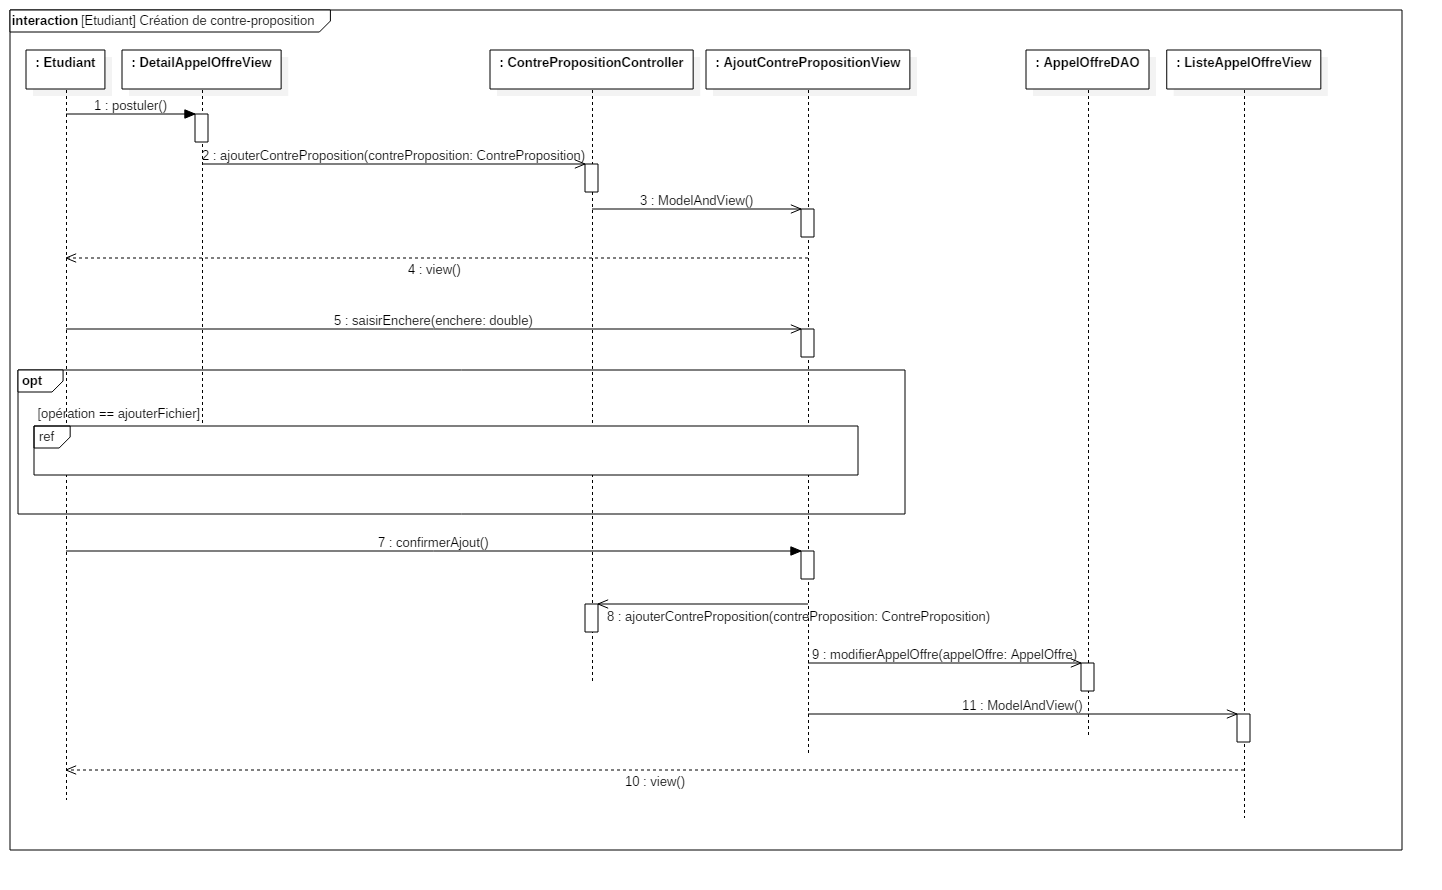 interaction [Etudiant] Création de contre-proposition
: Etudiant
: DetailAppelOffreView
: ContrePropositionController
: AjoutContrePropositionView
: AppelOffreDAO
: ListeAppelOffreView
1 : postuler()
2 : ajouterContreProposition(contreProposition: ContreProposition)
3 : ModelAndView()
4 : view()
5 : saisirEnchere(enchere: double)
opt
[opération == ajouterFichier]
ref
7 : confirmerAjout()
8 : ajouterContreProposition(contreProposition: ContreProposition)
9 : modifierAppelOffre(appelOffre: AppelOffre)
11 : ModelAndView()
10 : view()